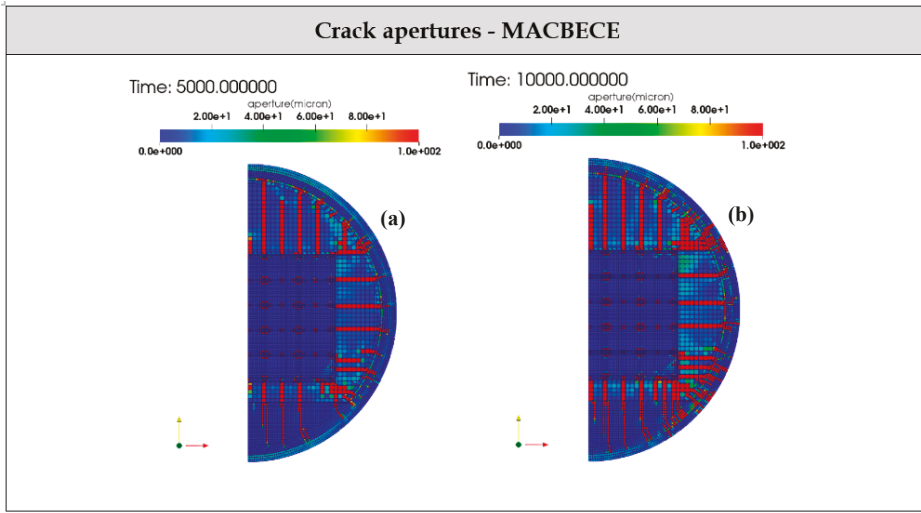 Crack apertures - MACBECE
Time: 5000.000000
aperture(micron)
2.00e+1 4.00e+1 6.00e+1 8.00e+1
0.0e+000 1.0e+002
(a)
Time: 10000.000000
aperture(micron)
2.00e+1 4.00e+1 6.00e+1 8.00e+1
0.0e+000 1.0e+002
(b)